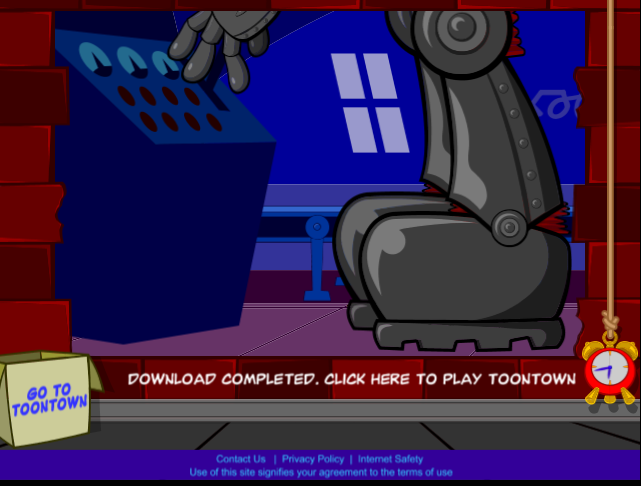 DOWNLOAD COMPLETED. CLICK HERE TO PLAY TOONTOWN
GO TO
TOONTOWN
Contact Us | Privacy Policy | Internet Safety
Use of this site signifies your agreement to the terms of use